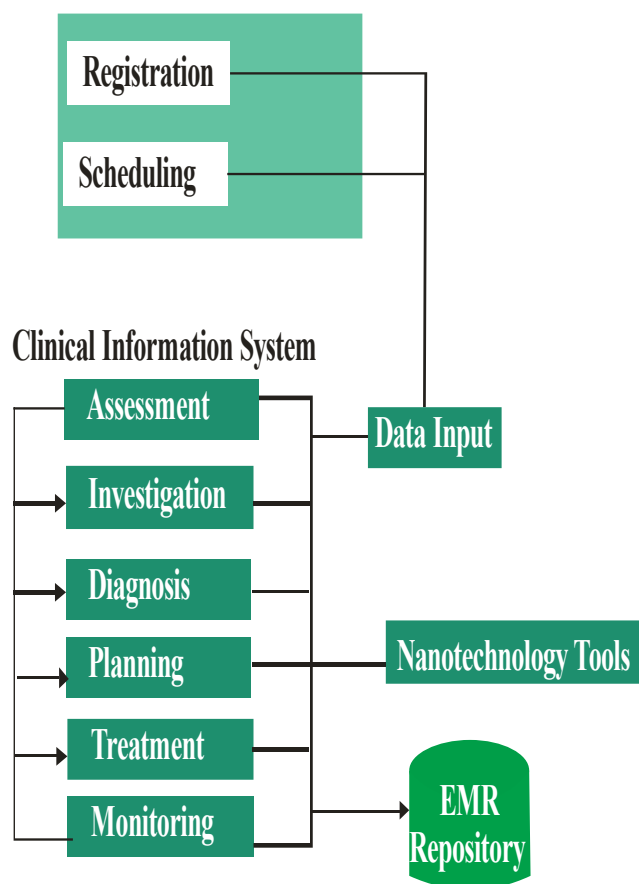 Registration
Scheduling
Clinical Information System
Assessment
Data Input
Investigation
Diagnosis
Planning
Nanotechnology Tools
Treatment
Monitoring
EMR
Repository